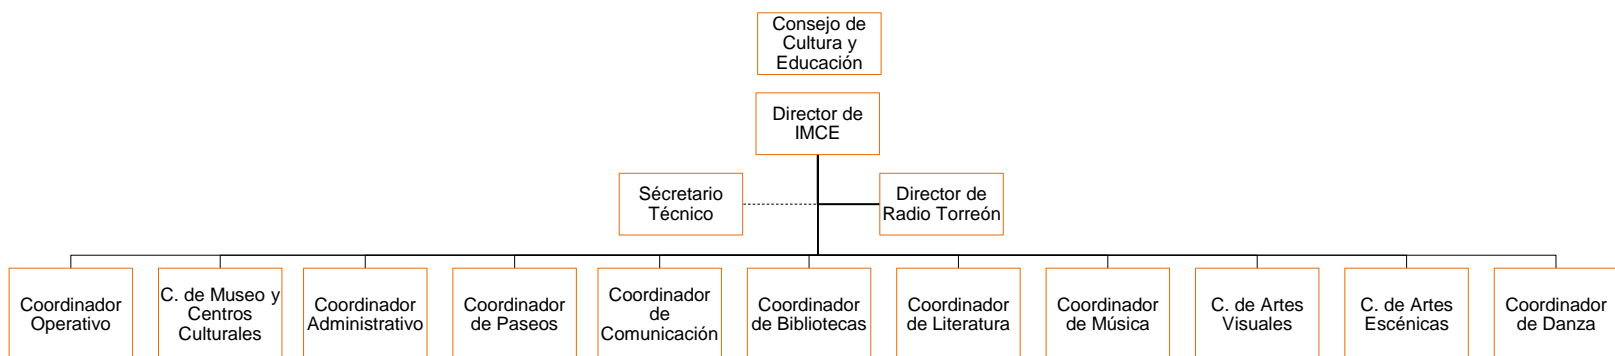 Consejo de
Cultura y
Educación
Director de
IMCE
Sécretario
Técnico
Director de
Radio Torreón
Coordinador
Operativo
C. de Museo y
Centros
Culturales
Coordinador
Administrativo
Coordinador
de Paseos
Coordinador
de
Comunicación
Coordinador
de Bibliotecas
Coordinador
de Literatura
Coordinador
de Música
C. de Artes
Visuales
C. de Artes
Escénicas
Coordinador
de Danza